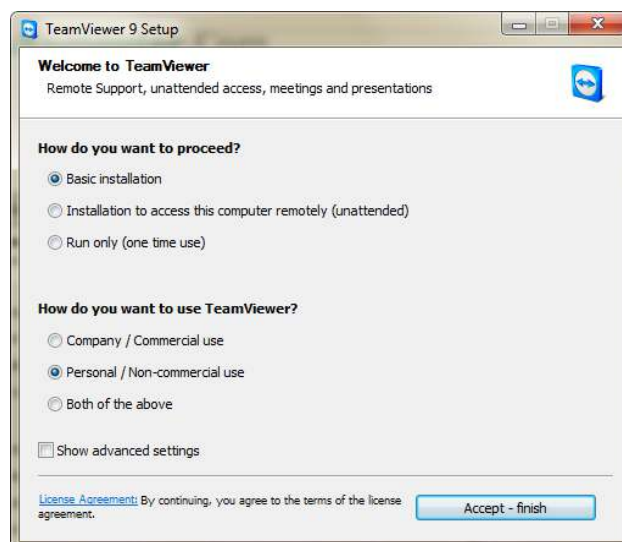 TeamViewer 9 Setup
Welcome to TeamViewer
Remote Support, unattended access, meetings and presentations
How do you want to proceed?
Basic installation
Installation to access this computer remotely (unattended)
Run only (one time use)
How do you want to use TeamViewer?
Company / Commercial use
Personal / Non-commercial use
Both of the above
Show advanced settings
License Agreement: By continuing, you agree to the terms of the license
agreement.
Accept - finish